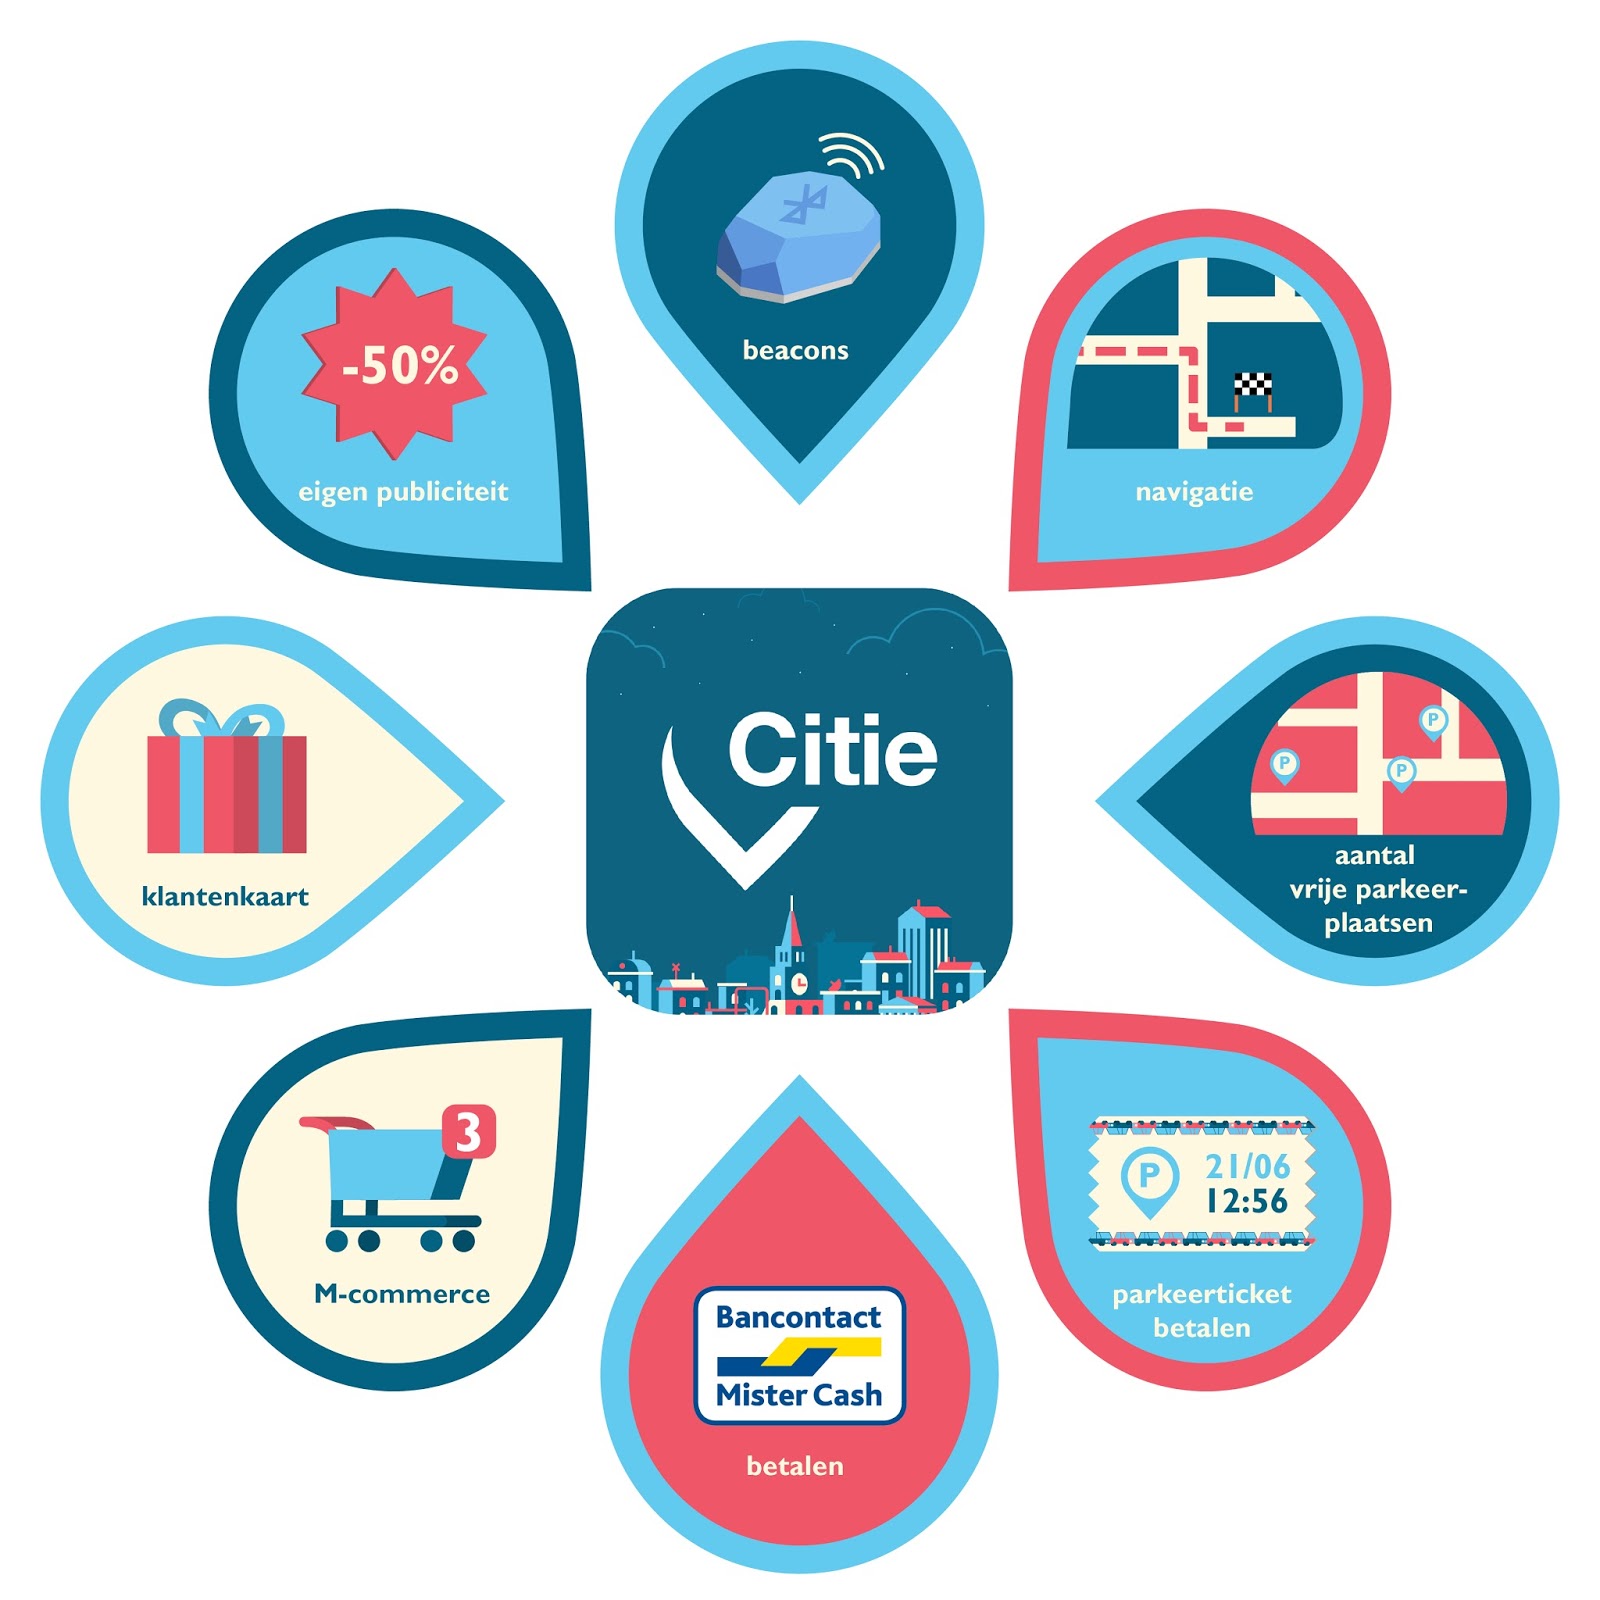 beacons
-50%
eigen publiciteit
navigatie
Citie
klantenkaart
P
P
P
aantal
vrije parkeer-
plaatsen
3
M-commerce
P
21/06
12:56
parkeerticket
betalen
Bancontact
Mister Cash
betalen